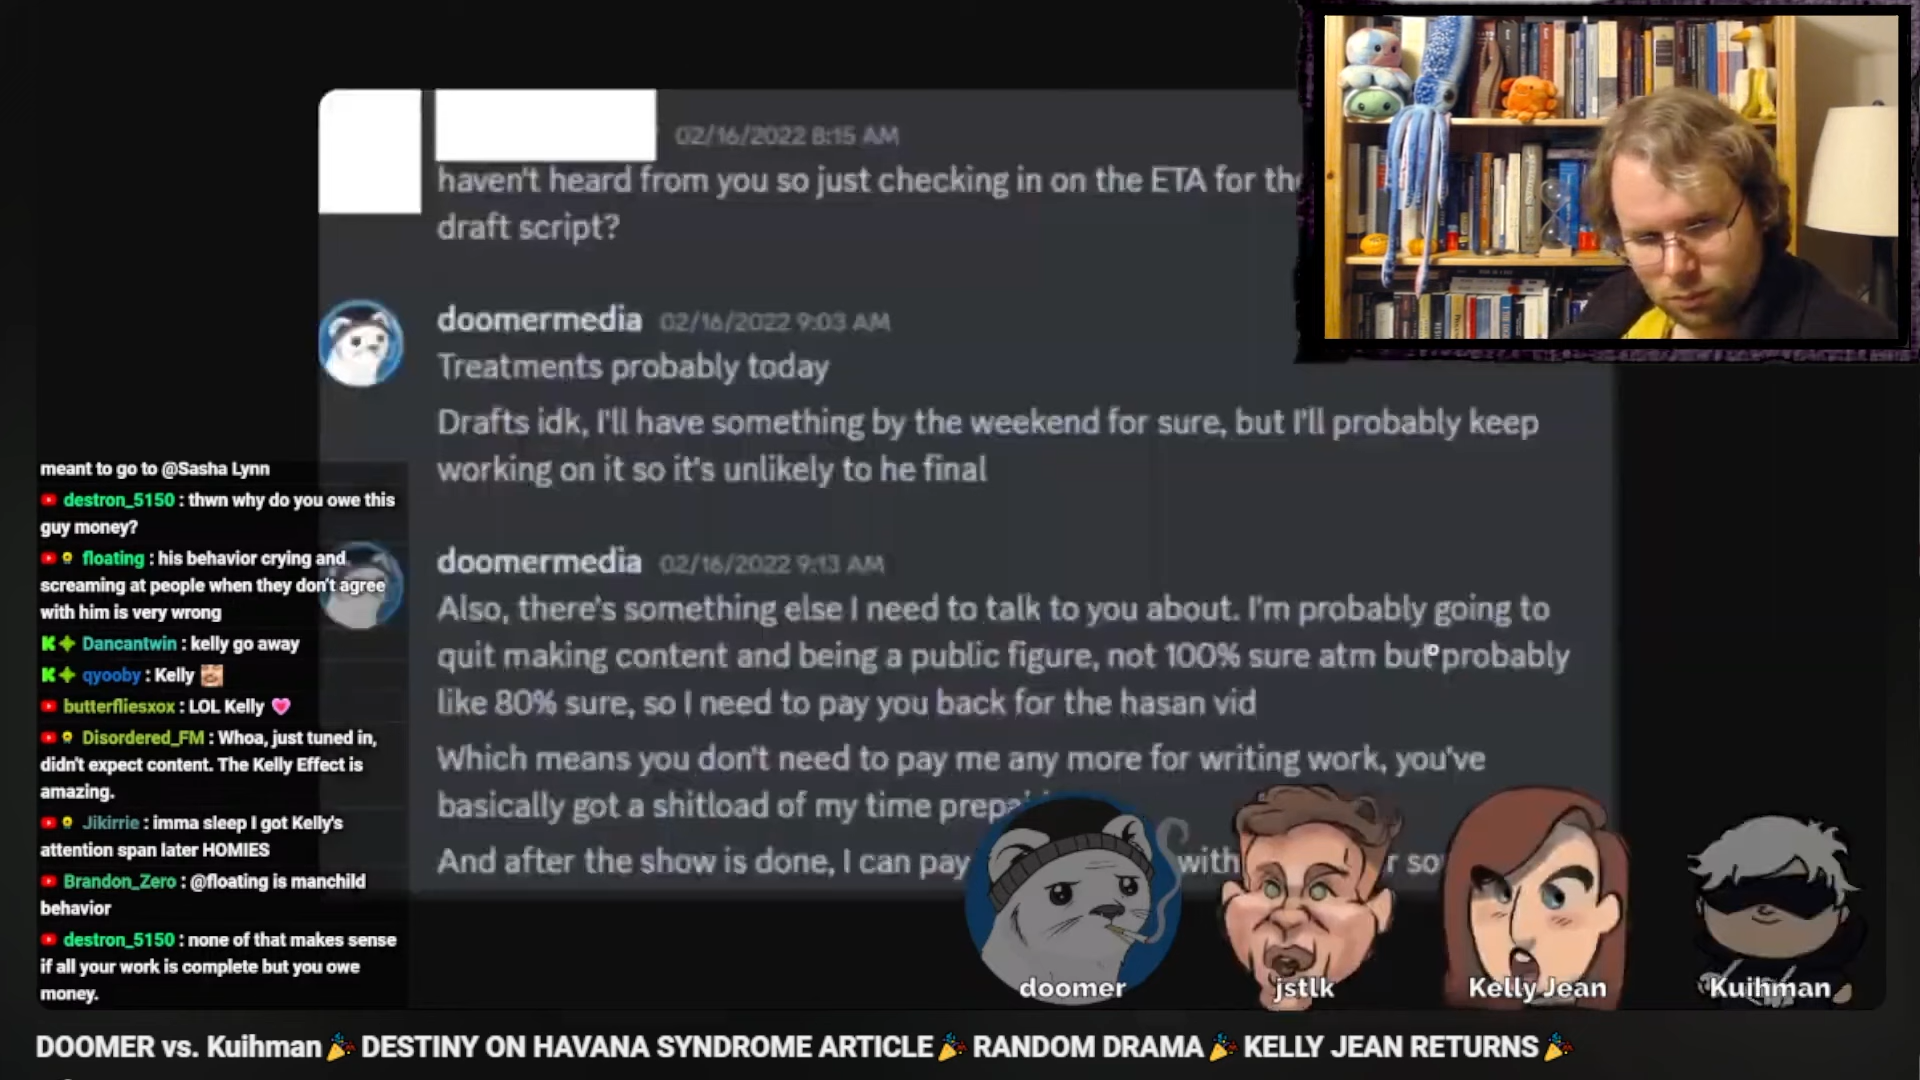 02/16/2022 8:15 AM
haven't heard from you so just checking in on the ETA for the
draft script?
doomermedia 02/16/2022 9:03 AM
Treatments probably today
Drafts idk, I'll have something by the weekend for sure, but I'll probably keep
working on it so it's unlikely to he final
doomermedia 02/16/2022 9:13 AM
Also, there's something else I need to talk to you about. I'm probably going to
quit making content and being a public figure, not 100% sure atm but probably
like 80% sure, so I need to pay you back for the hasan vid
Which means you don't need to pay me any more for writing work, you've
basically got a shitload of my time
And after the show is done, I can pay with
meant to go to @Sasha Lynn
destron_5150 : thwn why do you owe this
guy money?
floating : his behavior crying and
screaming at people when they don't agree
with him is very wrong
Dancantwin : kelly go away
qyooby : Kelly
butterfliesxox : LOL Kelly
Disordered_FM : Whoa, just tuned in,
didn't expect content. The Kelly Effect is
amazing.
Jikirrie : imma sleep I got Kelly's
attention span later HOMIES
Brandon_Zero : @floating is manchild
behavior
destron_5150 : none of that makes sense
if all your work is complete but you owe
money.
doomer
jstlk
Kelly Jean
Kuihman
DOOMER vs. Kuihman🎉DESTINY ON HAVANA SYNDROME ARTICLE🎉RANDOM DRAMA🎉KELLY JEAN RETURNS🎉